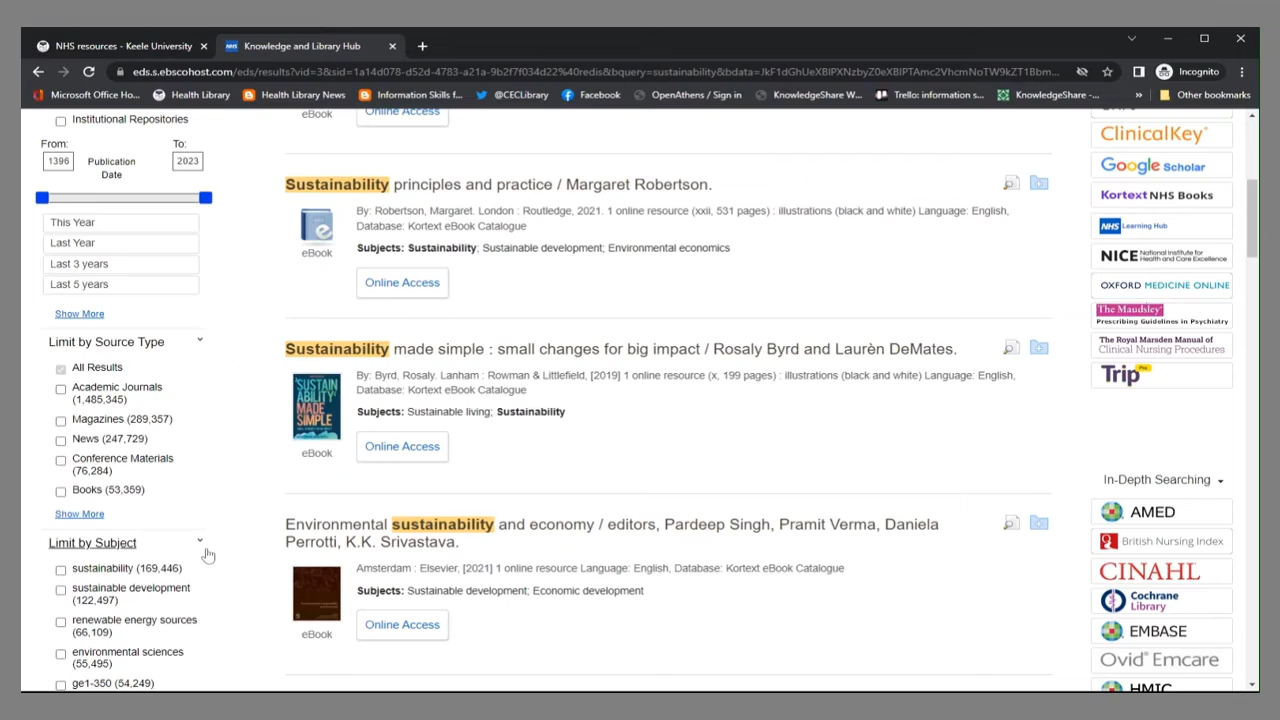 NHS resources - Keele University
Knowledge and Library Hub
eds.s.ebscohost.com/eds/results?vid=3&sid=1a14d078-d52d-4783-a21a-9b2f7f034d22%40redis&bquery=sustainability&bdata=JkF1dGhUeXBlPXNzbyZ0eXBlPTAmc2VhcmNoTW9kZT1Bbm...
Incognito
Microsoft Office Ho...
Health Library
Health Library News
Information Skills f...
@CECLibrary
Facebook
OpenAthens / Sign in
KnowledgeShare W...
Trello: information s...
KnowledgeShare -...
»
Other bookmarks
Institutional Repositories
From:
To:
1396
Publication
Date
2023
This Year
Last Year
Last 3 years
Last 5 years
Show More
Limit by Source Type
All Results
Academic Journals
(1,485,345)
Magazines (289,357)
News (247,729)
Conference Materials
(76,284)
Books (53,359)
Show More
Limit by Subject
sustainability (169,446)
sustainable development
(122,497)
renewable energy sources
(66,109)
environmental sciences
(55,495)
ge1-350 (54,249)
eBook
Online Access
Sustainability principles and practice / Margaret Robertson.
By: Robertson, Margaret. London : Routledge, 2021. 1 online resource (xxii, 531 pages) : illustrations (black and white) Language: English,
Database: Kortext eBook Catalogue
Subjects: Sustainability; Sustainable development; Environmental economics
eBook
Online Access
Sustainability made simple : small changes for big impact / Rosaly Byrd and Laurèn DeMates.
By: Byrd, Rosaly. Lanham : Rowman & Littlefield, [2019] 1 online resource (x, 199 pages) : illustrations (black and white) Language: English,
Database: Kortext eBook Catalogue
Subjects: Sustainable living; Sustainability
SUSTAIN
ABILITY
MADE
SIMPLE
eBook
Online Access
Environmental sustainability and economy / editors, Pardeep Singh, Pramit Verma, Daniela
Perrotti, K.K. Srivastava.
Amsterdam : Elsevier, [2021] 1 online resource Language: English, Database: Kortext eBook Catalogue
Subjects: Sustainable development; Economic development
eBook
Online Access
ClinicalKey®
Google Scholar
Kortext NHS Books
NHS Learning Hub
NICE National Institute for
Health and Care Excellence
OXFORD MEDICINE ONLINE
The Maudsley®
Prescribing Guidelines in Psychiatry
The Royal Marsden Manual of
Clinical Nursing Procedures
Trip Pro
In-Depth Searching
AMED
British Nursing Index
CINAHL
Cochrane
Library
EMBASE
Ovid® Emcare
HMIC